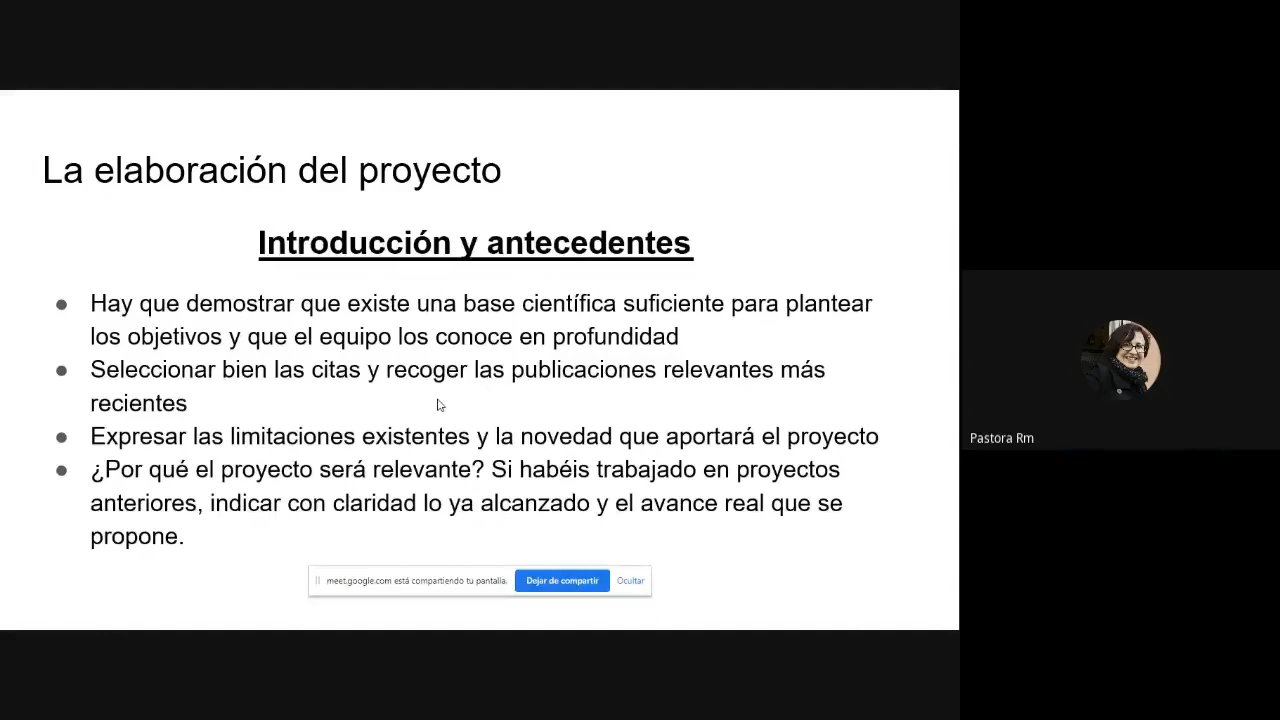 La elaboración del proyecto
Introducción y antecedentes
● Hay que demostrar que existe una base científica suficiente para plantear
los objetivos y que el equipo los conoce en profundidad
● Seleccionar bien las citas y recoger las publicaciones relevantes más
recientes
● Expresar las limitaciones existentes y la novedad que aportará el proyecto
● ¿Por qué el proyecto será relevante? Si habéis trabajado en proyectos
anteriores, indicar con claridad lo ya alcanzado y el avance real que se
propone.
meet.google.com está compartiendo tu pantalla. Dejar de compartir Ocultar
Pastora Rm